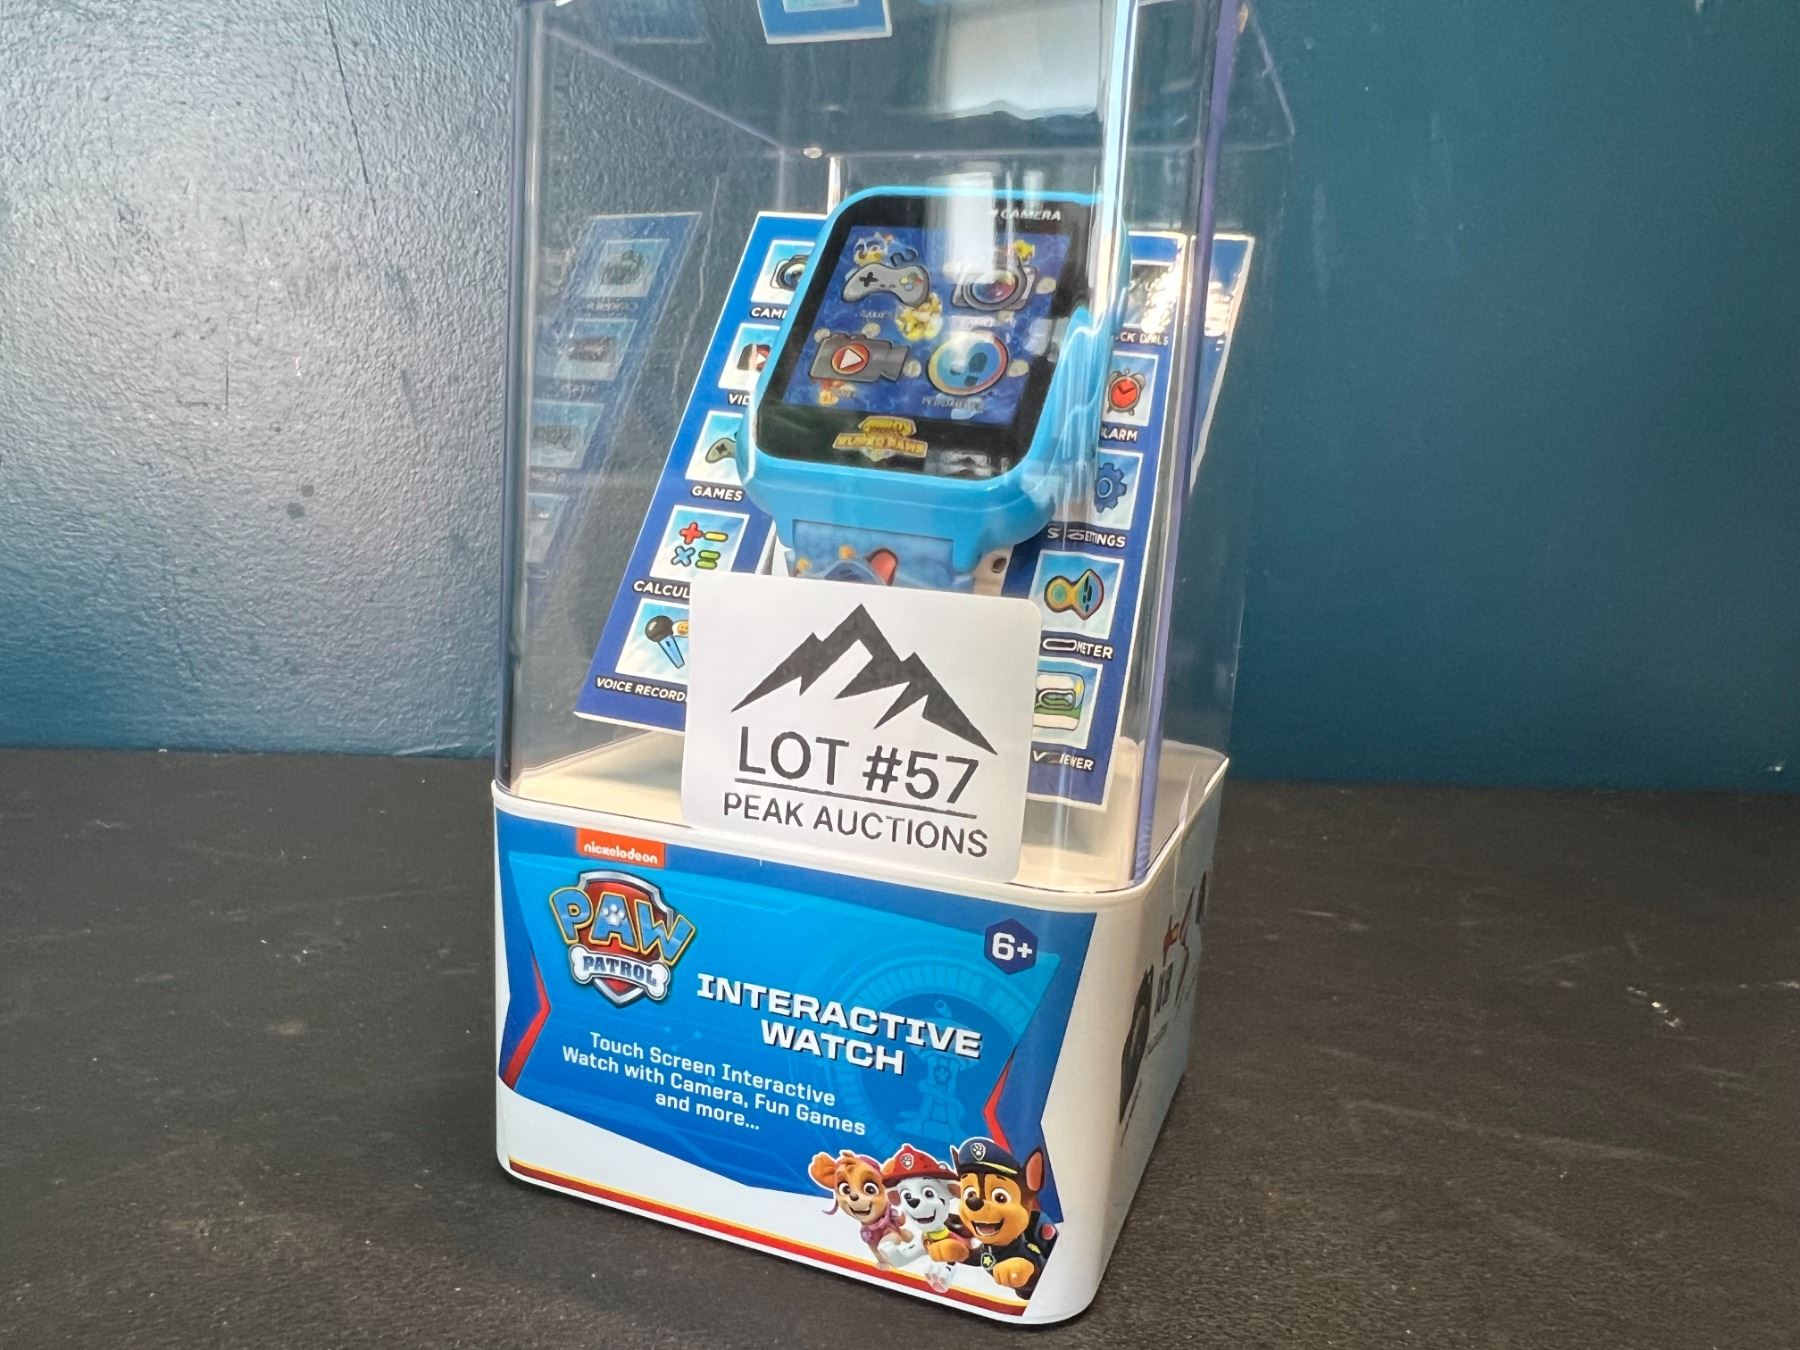 CAMERA
GAMES
CALCUL
VOICE RECORD
ALARM
LOT #57
PEAK AUCTIONS
nickelodeon
PAW
PATROL
6+
INTERACTIVE
WATCH
Touch Screen Interactive
Watch with Camera, Fun Games
and more...